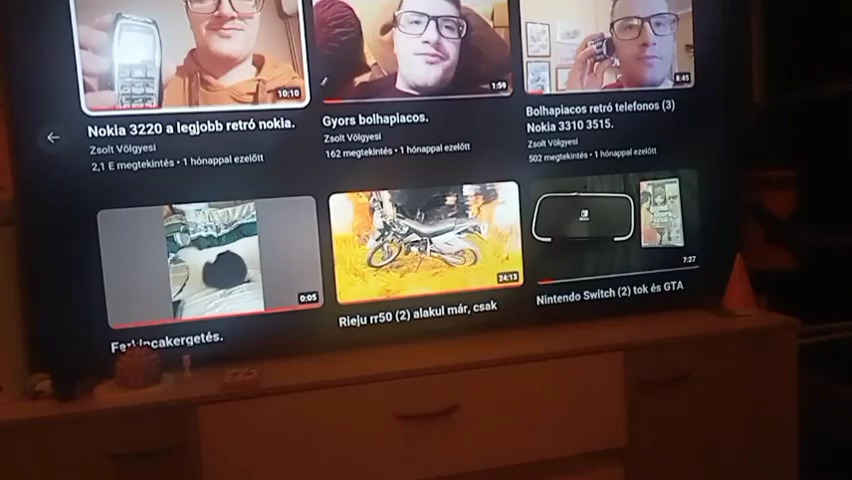 10:10
1:59
8:45
Nokia 3220 a legjobb retró nokia.
Zsolt Völgyesi
2,1 E megtekintés • 1 hónappal ezelőtt
Gyors bolhapiacos.
Zsolt Völgyesi
162 megtekintés • 1 hónappal ezelőtt
Bolhapiacos retró telefonos (3)
Nokia 3310 3515.
Zsolt Völgyesi
502 megtekintés • 1 hónappal ezelőtt
0:05
24:13
7:27
Rieju rr50 (2) alakul már, csak
Nintendo Switch (2) tok és GTA